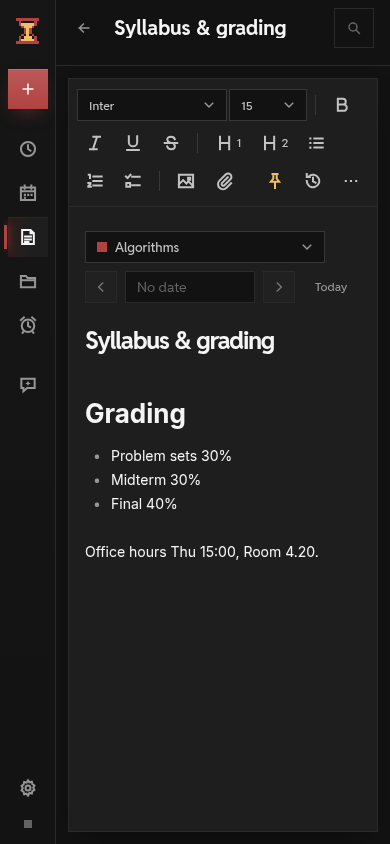 Syllabus & grading
Inter
15
B
I U S H1 H2
Algorithms
No date
Today
Syllabus & grading
Grading
• Problem sets 30%
• Midterm 30%
• Final 40%
Office hours Thu 15:00, Room 4.20.